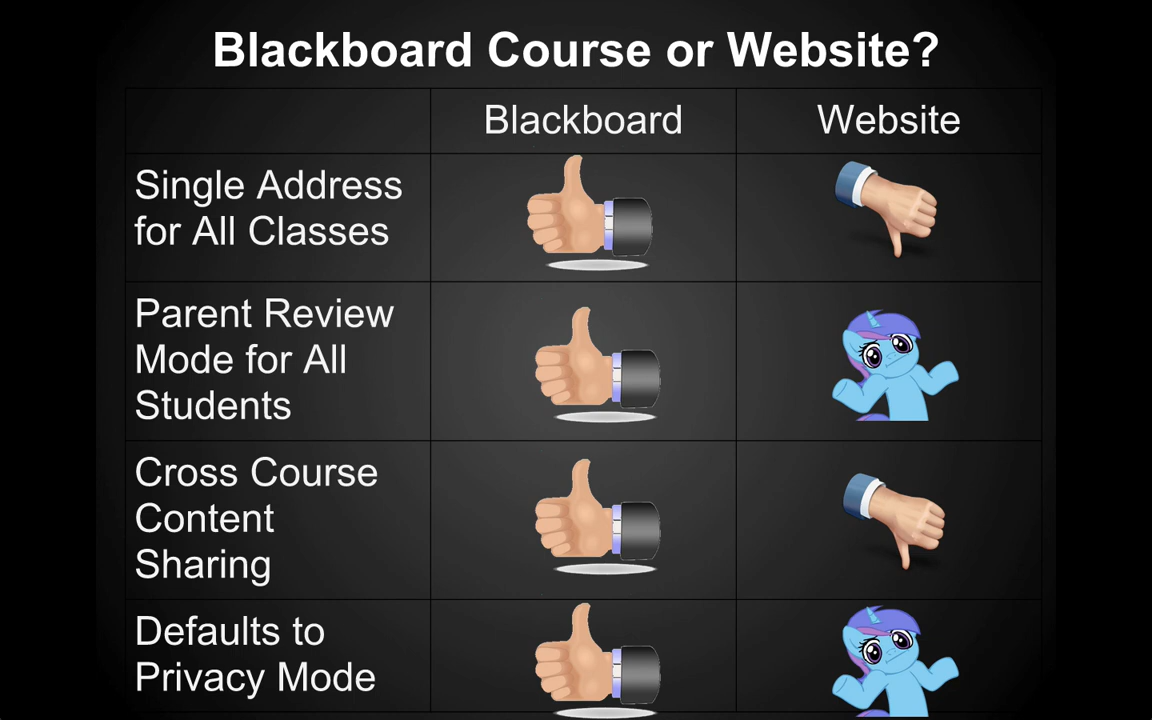 Blackboard Course or Website?
Blackboard
Website
Single Address
for All Classes
Parent Review
Mode for All
Students
Cross Course
Content
Sharing
Defaults to
Privacy Mode